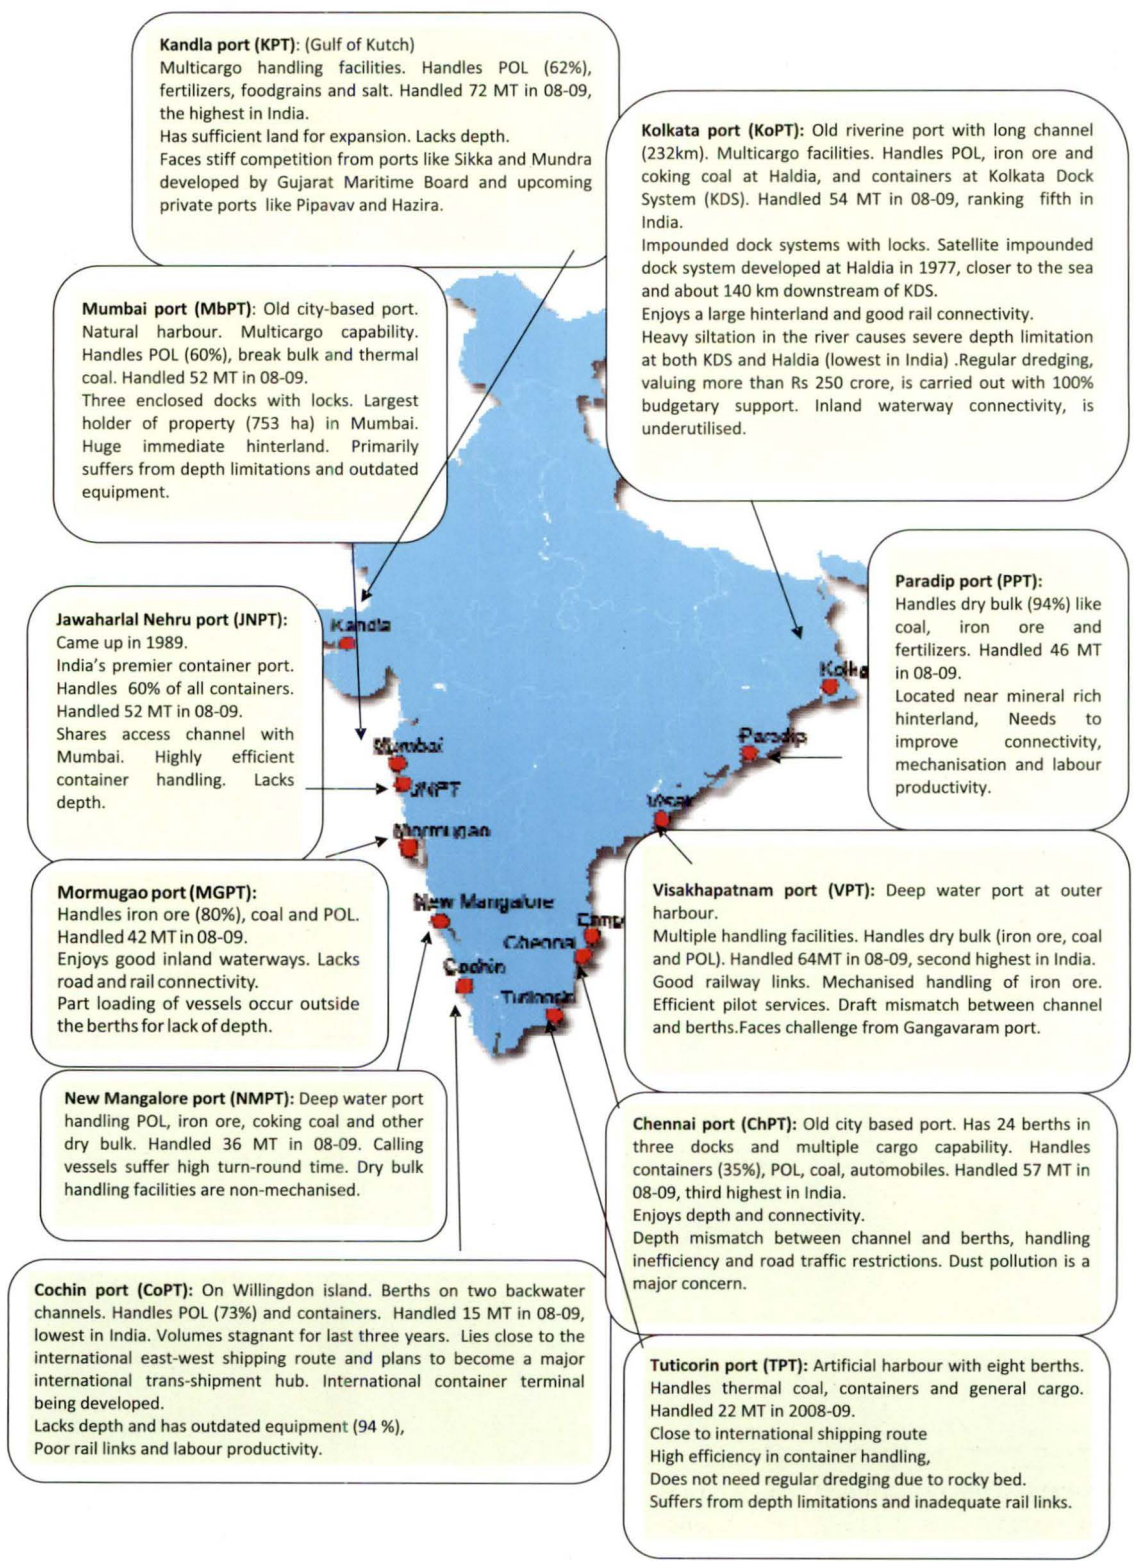 Kandla port (KPT): (Gulf of Kutch)
Multicargo handling facilities. Handles POL (62%),
fertilizers, foodgrains and salt. Handled 72 MT in 08-09,
the highest in India.
Has sufficient land for expansion. Lacks depth.
Faces stiff competition from ports like Sikka and Mundra
developed by Gujarat Maritime Board and upcoming
private ports like Pipavav and Hazira.
Kolkata port (KoPT): Old riverine port with long channel
(232km). Multicargo facilities. Handles POL, iron ore and
coking coal at Haldia, and containers at Kolkata Dock
System (KDS). Handled 54 MT in 08-09, ranking fifth in
India.
Impounded dock systems with locks. Satellite impounded
dock system developed at Haldia in 1977, closer to the sea
and about 140 km downstream of KDS.
Enjoys a large hinterland and good rail connectivity.
Heavy siltation in the river causes severe depth limitation
at both KDS and Haldia (lowest in India) .Regular dredging,
valuing more than Rs 250 crore, is carried out with 100%
budgetary support. Inland waterway connectivity, is
underutilised.
Mumbai port (MbPT): Old city-based port.
Natural harbour. Multicargo capability.
Handles POL (60%), break bulk and thermal
coal. Handled 52 MT in 08-09.
Three enclosed docks with locks. Largest
holder of property (753 ha) in Mumbai.
Huge immediate hinterland. Primarily
suffers from depth limitations and outdated
equipment.
Paradip port (PPT):
Handles dry bulk (94%) like
coal, iron ore and
fertilizers. Handled 46 MT
in 08-09.
Located near mineral rich
hinterland, Needs to
improve connectivity,
mechanisation and labour
productivity.
Jawaharlal Nehru port (JNPT):
Came up in 1989.
India's premier container port.
Handles 60% of all containers.
Handled 52 MT in 08-09.
Shares access channel with
Mumbai. Highly efficient
container handling. Lacks
depth.
Kandla
Kolka
Paradip
Mumbai
JNPT
Mormugao
New Mangalore
Chennai
Cochin
Mormugao port (MGPT):
Handles iron ore (80%), coal and POL.
Handled 42 MT in 08-09.
Enjoys good inland waterways. Lacks
road and rail connectivity.
Part loading of vessels occur outside
the berths for lack of depth.
Visakhapatnam port (VPT): Deep water port at outer
harbour.
Multiple handling facilities. Handles dry bulk (iron ore, coal
and POL). Handled 64MT in 08-09, second highest in India.
Good railway links. Mechanised handling of iron ore.
Efficient pilot services. Draft mismatch between channel
and berths.Faces challenge from Gangavaram port.
New Mangalore port (NMPT): Deep water port
handling POL, iron ore, coking coal and other
dry bulk. Handled 36 MT in 08-09. Calling
vessels suffer high turn-round time. Dry bulk
handling facilities are non-mechanised.
Chennai port (ChPT): Old city based port. Has 24 berths in
three docks and multiple cargo capability. Handles
containers (35%), POL, coal, automobiles. Handled 57 MT in
08-09, third highest in India.
Enjoys depth and connectivity.
Depth mismatch between channel and berths, handling
inefficiency and road traffic restrictions. Dust pollution is a
major concern.
Cochin port (CoPT): On Willingdon island. Berths on two backwater
channels. Handles POL (73%) and containers. Handled 15 MT in 08-09,
lowest in India. Volumes stagnant for last three years. Lies close to the
international east-west shipping route and plans to become a major
international trans-shipment hub. International container terminal
being developed.
Lacks depth and has outdated equipment (94 %),
Poor rail links and labour productivity.
Tuticorin port (TPT): Artificial harbour with eight berths.
Handles thermal coal, containers and general cargo.
Handled 22 MT in 2008-09.
Close to international shipping route
High efficiency in container handling,
Does not need regular dredging due to rocky bed.
Suffers from depth limitations and inadequate rail links.